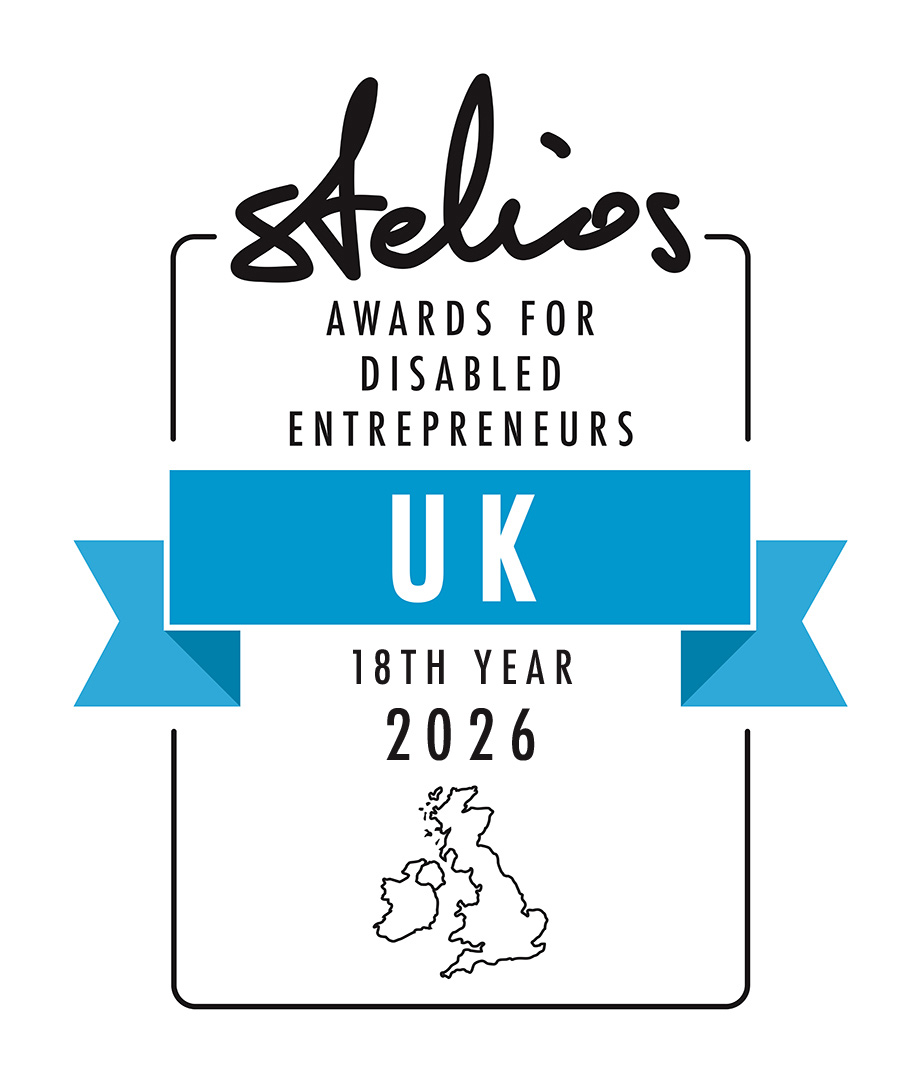 stelios
AWARDS FOR
DISABLED
ENTREPRENEURS
UK
18TH YEAR
2026